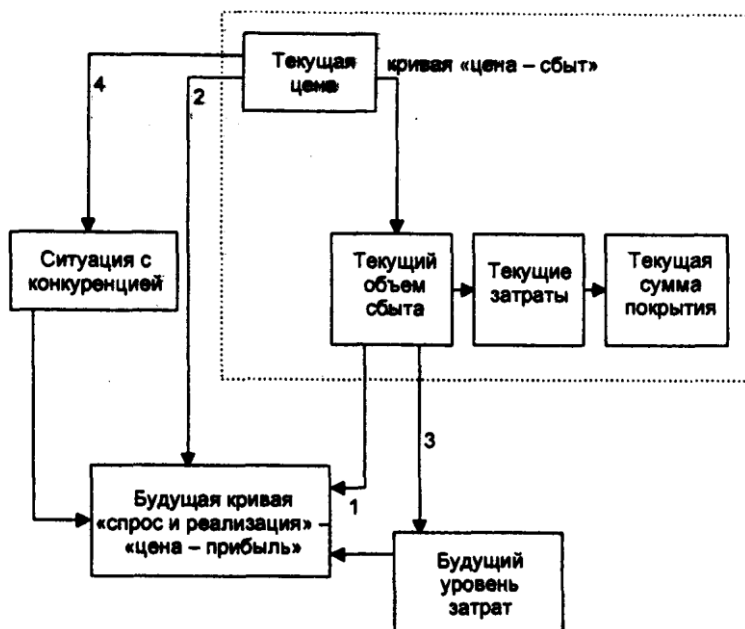 Текущая
цена
кривая «цена – сбыт»
4
2
Ситуация с
конкуренцией
Текущий
объем
сбыта
Текущие
затраты
Текущая
сумма
покрытия
3
1
Будущая кривая
«спрос и реализация» –
«цена – прибыль»
Будущий
уровень
затрат